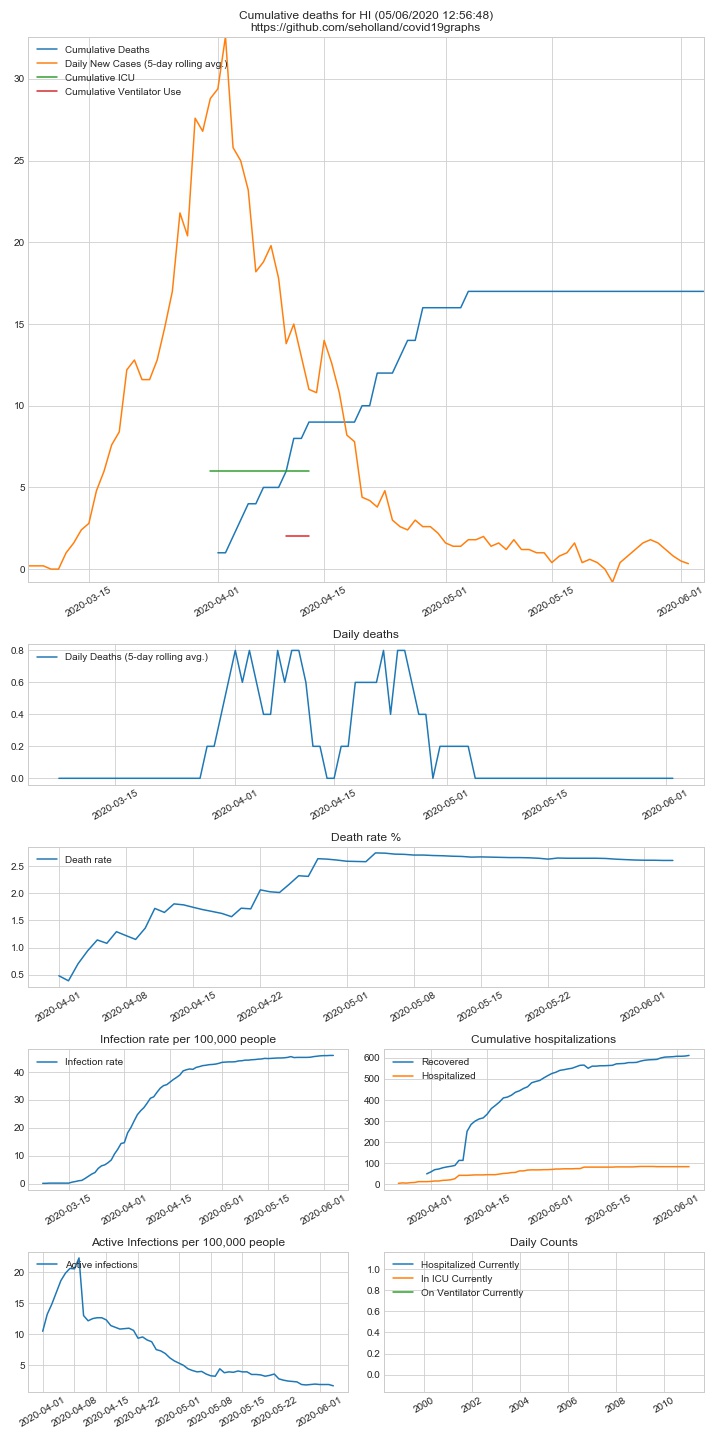 Cumulative deaths for HI (05/06/2020 12:56:48)
https://github.com/seholland/covid19graphs
Cumulative Deaths
Daily New Cases (5-day rolling avg.)
Cumulative ICU
Cumulative Ventilator Use
30
25
20
15
10
5
0
2020-03-15 2020-04-01 2020-04-15 2020-05-01 2020-05-15 2020-06-01
Daily deaths
Daily Deaths (5-day rolling avg.)
0.8
0.6
0.4
0.2
0.0
2020-03-15 2020-04-01 2020-04-15 2020-05-01 2020-05-15 2020-06-01
Death rate %
Death rate
2.5
2.0
1.5
1.0
0.5
2020-04-01 2020-04-08 2020-04-15 2020-04-22 2020-05-01 2020-05-08 2020-05-15 2020-05-22 2020-06-01
Infection rate per 100,000 people
Infection rate
40
30
20
10
0
2020-03-15 2020-04-01 2020-04-15 2020-05-01 2020-05-15 2020-06-01
Cumulative hospitalizations
Recovered
Hospitalized
600
500
400
300
200
100
0
2020-04-01 2020-04-15 2020-05-01 2020-05-15 2020-06-01
Active Infections per 100,000 people
Active infections
20
15
10
5
2020-04-01 2020-04-08 2020-04-15 2020-04-22 2020-05-01 2020-05-08 2020-05-15 2020-05-22 2020-06-01
Daily Counts
Hospitalized Currently
In ICU Currently
On Ventilator Currently
1.0
0.8
0.6
0.4
0.2
0.0
2000 2002 2004 2006 2008 2010